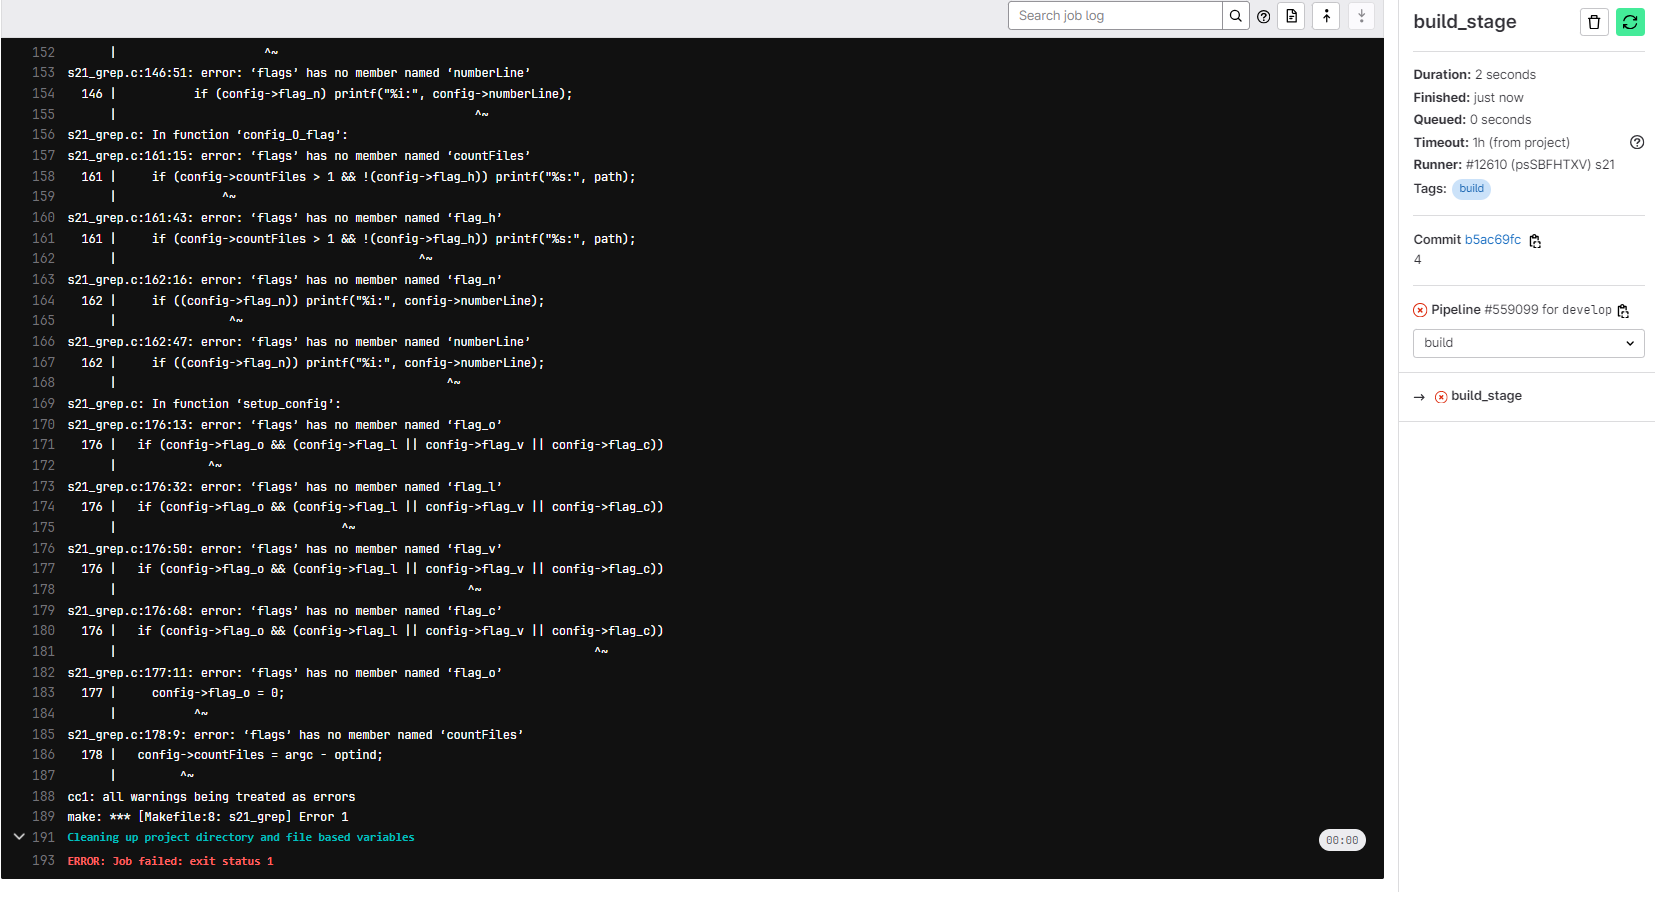 Search job log
152 | ^~
153 s21_grep.c:146:51: error: ‘flags’ has no member named ‘numberLine’
154 146 | if (config->flag_n) printf("%i:", config->numberLine);
155 | ^~
156 s21_grep.c: In function ‘config_O_flag’:
157 s21_grep.c:161:15: error: ‘flags’ has no member named ‘countFiles’
158 161 | if (config->countFiles > 1 && !(config->flag_h)) printf("%s:", path);
159 | ^~
160 s21_grep.c:161:43: error: ‘flags’ has no member named ‘flag_h’
161 161 | if (config->countFiles > 1 && !(config->flag_h)) printf("%s:", path);
162 | ^~
163 s21_grep.c:162:16: error: ‘flags’ has no member named ‘flag_n’
164 162 | if ((config->flag_n)) printf("%i:", config->numberLine);
165 | ^~
166 s21_grep.c:162:47: error: ‘flags’ has no member named ‘numberLine’
167 162 | if ((config->flag_n)) printf("%i:", config->numberLine);
168 | ^~
169 s21_grep.c: In function ‘setup_config’:
170 s21_grep.c:176:13: error: ‘flags’ has no member named ‘flag_o’
171 176 | if (config->flag_o && (config->flag_l || config->flag_v || config->flag_c))
172 | ^~
173 s21_grep.c:176:32: error: ‘flags’ has no member named ‘flag_l’
174 176 | if (config->flag_o && (config->flag_l || config->flag_v || config->flag_c))
175 | ^~
176 s21_grep.c:176:50: error: ‘flags’ has no member named ‘flag_v’
177 176 | if (config->flag_o && (config->flag_l || config->flag_v || config->flag_c))
178 | ^~
179 s21_grep.c:176:68: error: ‘flags’ has no member named ‘flag_c’
180 176 | if (config->flag_o && (config->flag_l || config->flag_v || config->flag_c))
181 | ^~
182 s21_grep.c:177:11: error: ‘flags’ has no member named ‘flag_o’
183 177 | config->flag_o = 0;
184 | ^~
185 s21_grep.c:178:9: error: ‘flags’ has no member named ‘countFiles’
186 178 | config->countFiles = argc - optind;
187 | ^~
188 cc1: all warnings being treated as errors
189 make: *** [Makefile:8: s21_grep] Error 1
191 Cleaning up project directory and file based variables
00:00
193 ERROR: Job failed: exit status 1
build_stage
Duration: 2 seconds
Finished: just now
Queued: 0 seconds
Timeout: 1h (from project)
Runner: #12610 (psSBFHTXV) s21
Tags: build
Commit b5ac69fc
4
Pipeline #559099 for develop
build
→ build_stage